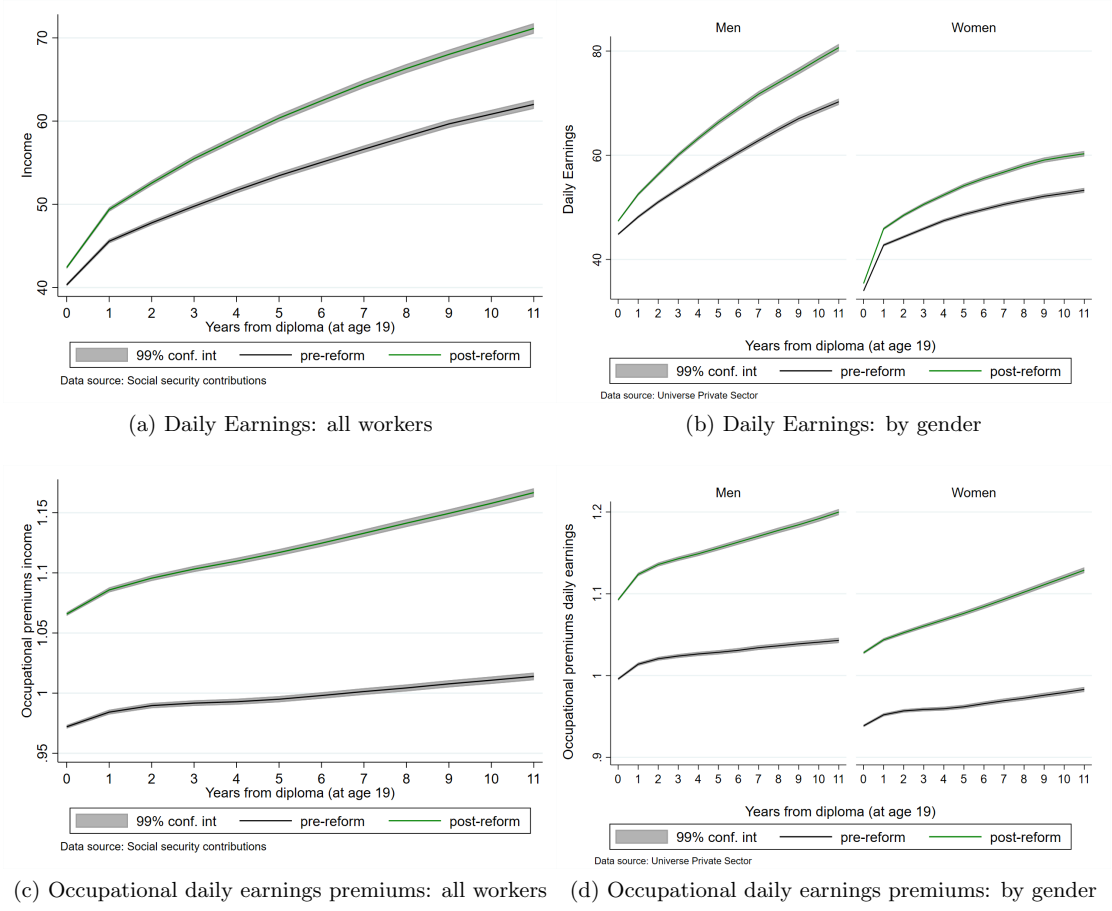 Income
70
60
50
40
0 1 2 3 4 5 6 7 8 9 10 11
Years from diploma (at age 19)
99% conf. int pre-reform post-reform
Data source: Social security contributions
(a) Daily Earnings: all workers
Men Women
Daily Earnings
80
60
40
0 1 2 3 4 5 6 7 8 9 10 11 0 1 2 3 4 5 6 7 8 9 10 11
Years from diploma (at age 19)
99% conf. int pre-reform post-reform
Data source: Universe Private Sector
(b) Daily Earnings: by gender
Occupational premiums income
1.15
1.1
1.05
1
.95
0 1 2 3 4 5 6 7 8 9 10 11
Years from diploma (at age 19)
99% conf. int pre-reform post-reform
Data source: Social security contributions
(c) Occupational daily earnings premiums: all workers
Men Women
Occupational premiums daily earnings
1.2
1.1
1
.9
0 1 2 3 4 5 6 7 8 9 10 11 0 1 2 3 4 5 6 7 8 9 10 11
Years from diploma (at age 19)
99% conf. int pre-reform post-reform
Data source: Universe Private Sector
(d) Occupational daily earnings premiums: by gender